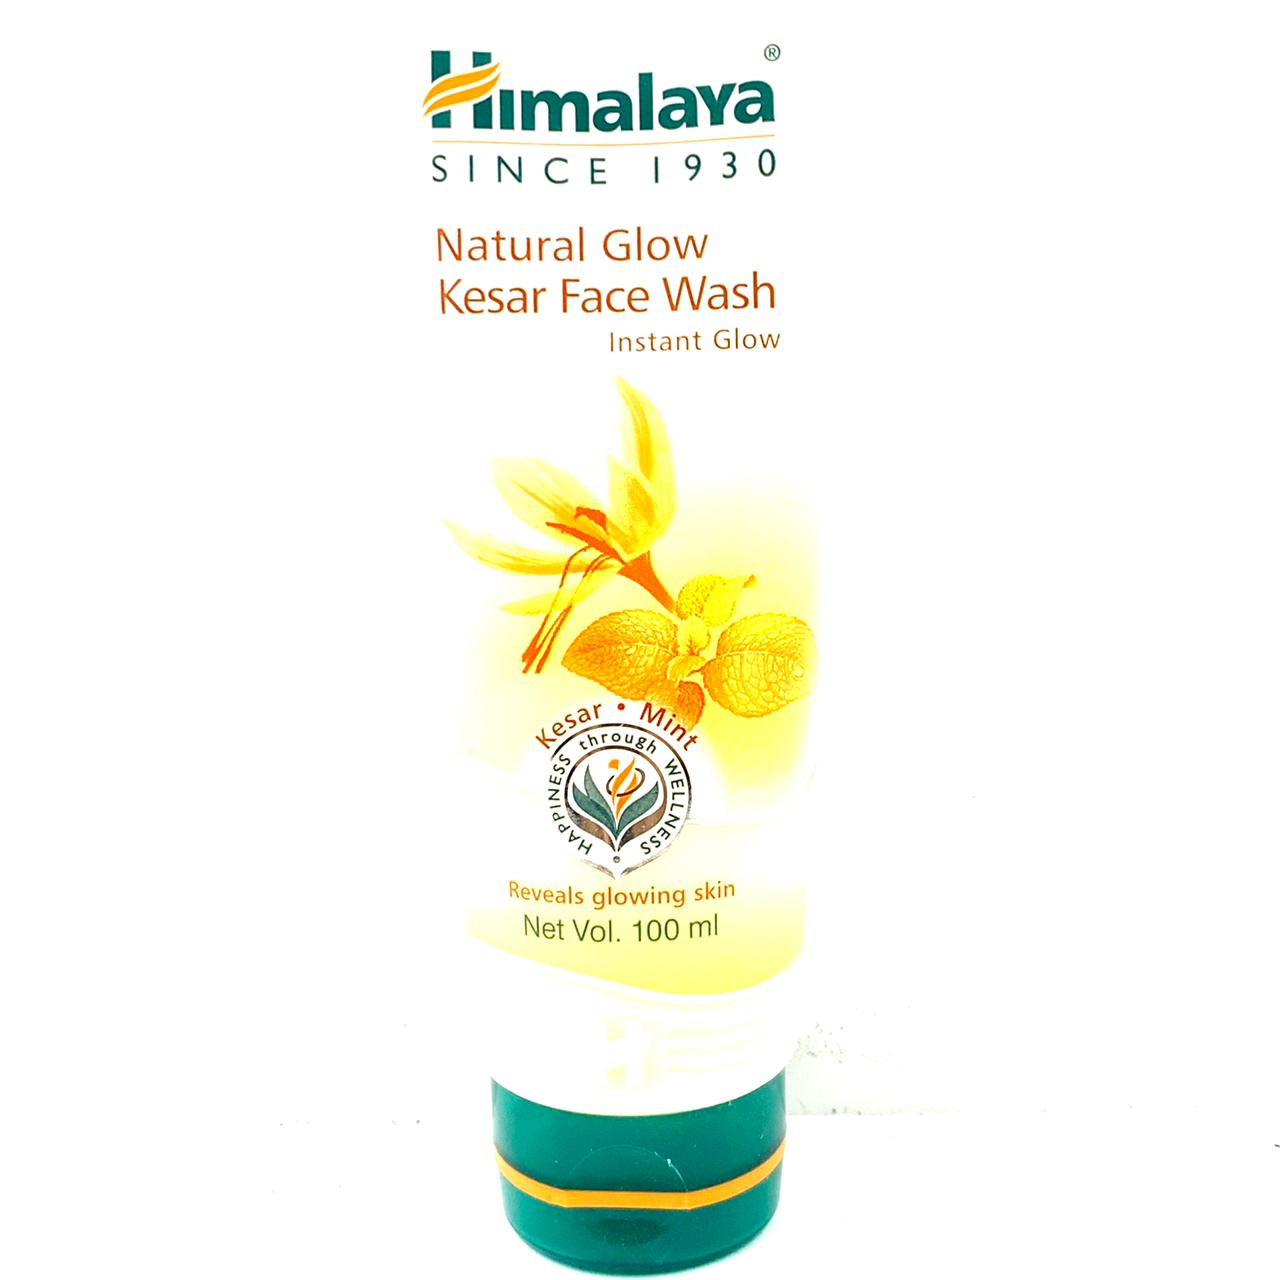 Himalaya®
SINCE 1930
Natural Glow
Kesar Face Wash
Instant Glow
Kesar • Mint
HAPPINESS through WELLNESS
Reveals glowing skin
Net Vol. 100 ml